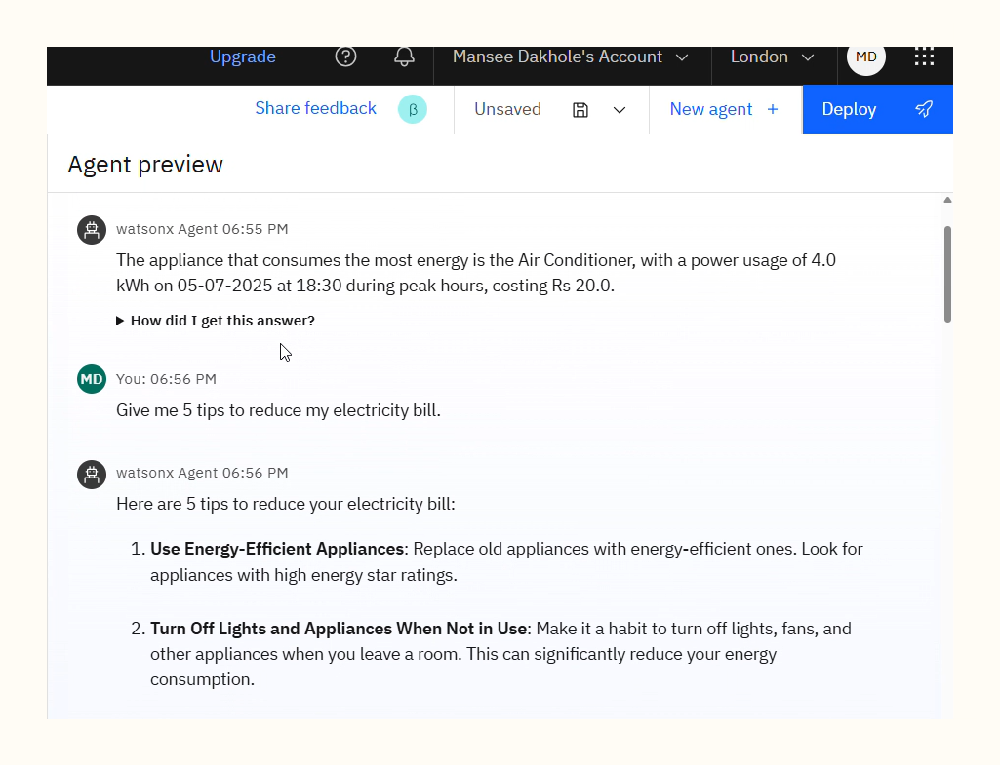 Upgrade
Mansee Dakhole's Account
London
MD
Share feedback
β
Unsaved
New agent +
Deploy
Agent preview
watsonx Agent 06:55 PM
The appliance that consumes the most energy is the Air Conditioner, with a power usage of 4.0
kWh on 05-07-2025 at 18:30 during peak hours, costing Rs 20.0.
How did I get this answer?
MD
You: 06:56 PM
Give me 5 tips to reduce my electricity bill.
watsonx Agent 06:56 PM
Here are 5 tips to reduce your electricity bill:
1. Use Energy-Efficient Appliances: Replace old appliances with energy-efficient ones. Look for
appliances with high energy star ratings.
2. Turn Off Lights and Appliances When Not in Use: Make it a habit to turn off lights, fans, and
other appliances when you leave a room. This can significantly reduce your energy
consumption.